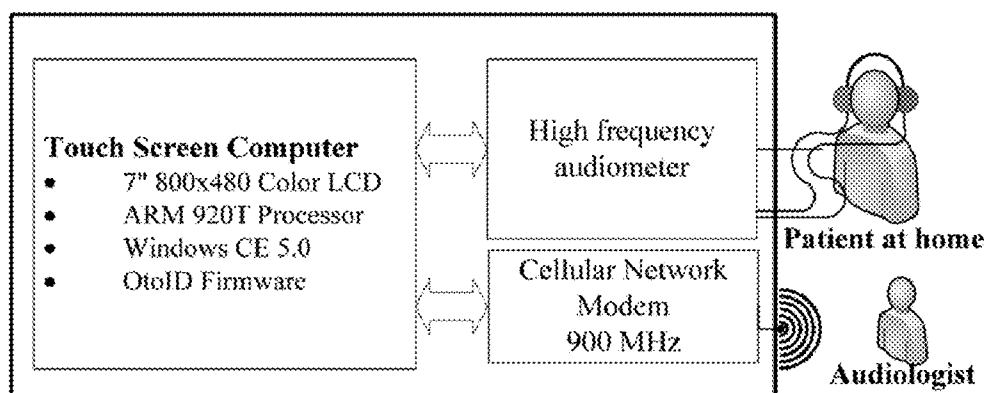 Touch Screen Computer
• 7" 800x480 Color LCD
• ARM 920T Processor
• Windows CE 5.0
• OtoID Firmware
High frequency
audiometer
Cellular Network
Modem
900 MHz
Patient at home
Audiologist